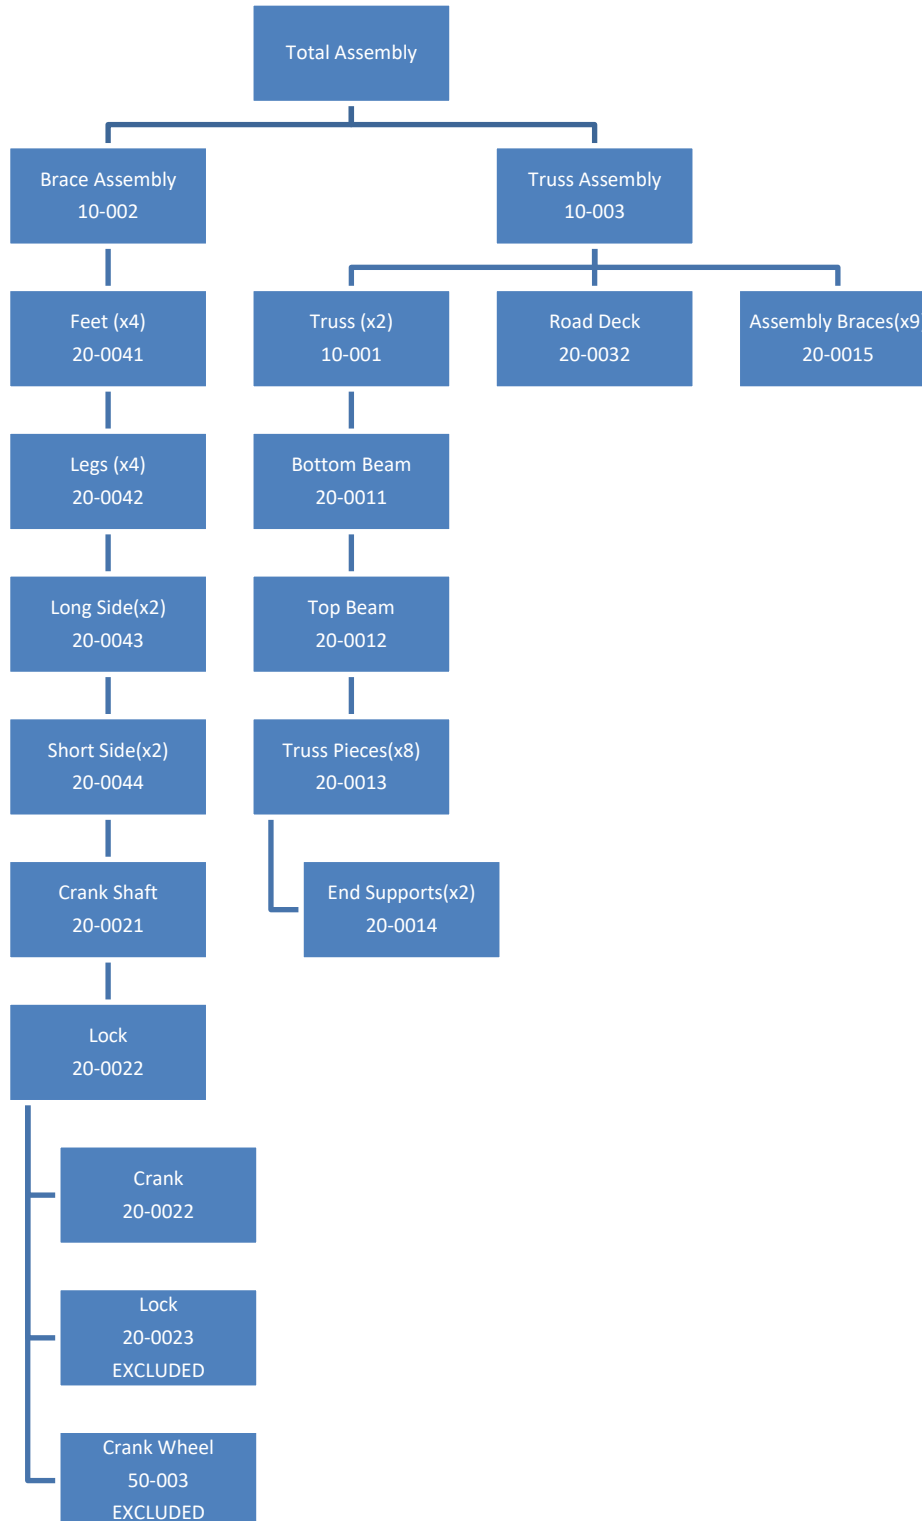 Total Assembly
Brace Assembly
10-002
Truss Assembly
10-003
Feet (x4)
20-0041
Truss (x2)
10-001
Road Deck
20-0032
Assembly Braces(x9
20-0015
Legs (x4)
20-0042
Bottom Beam
20-0011
Long Side(x2)
20-0043
Top Beam
20-0012
Short Side(x2)
20-0044
Truss Pieces(x8)
20-0013
Crank Shaft
20-0021
End Supports(x2)
20-0014
Lock
20-0022
Crank
20-0022
Lock
20-0023
EXCLUDED
Crank Wheel
50-003
EXCLUDED